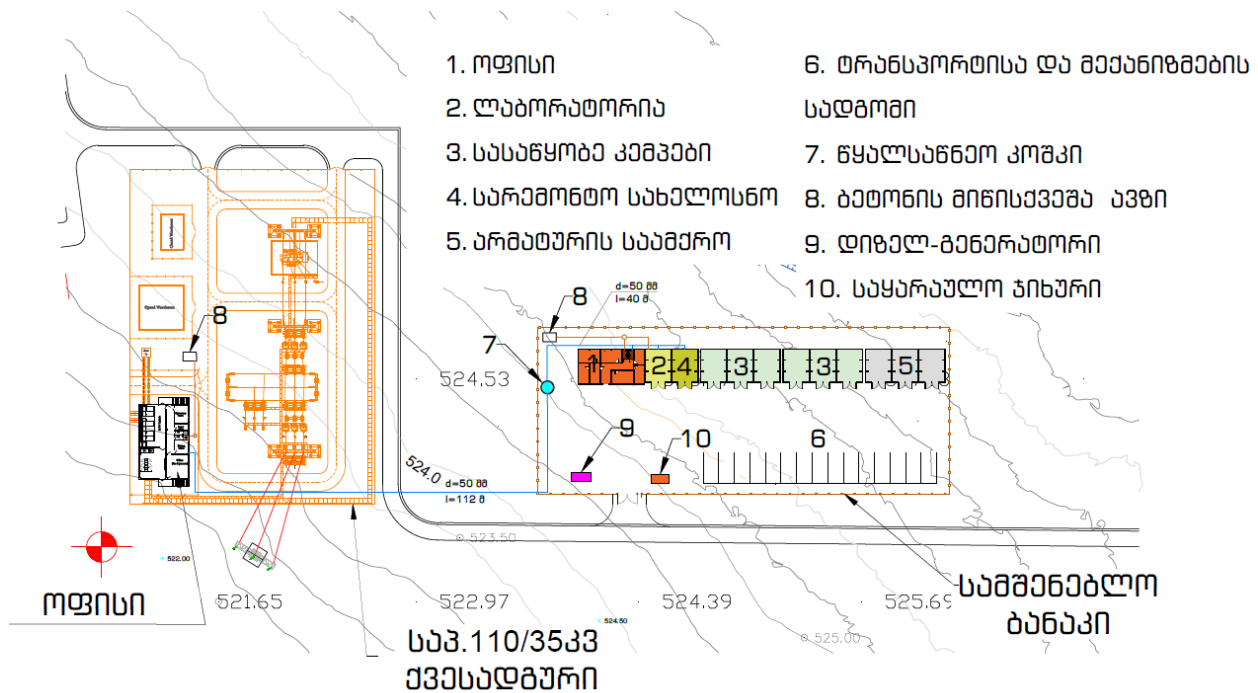 1. ოფისი
2. ლაბორატორია
3. სასაწყობე კემპები
4. სარემონტო სახელოსნო
5. არმატურის საამქრო
6. ტრანსპორტისა და მექანიზმების
სადგომი
7. წყალსაწნეო კოშკი
8. ბეტონის მიწისქვეშა ავზი
9. დიზელ-გენერატორი
10. საყარაულო ჯიხური
8
d=50 მმ
l=40 მ
8
7
524.53
1
2
4
3
3
5
9
10
6
524.0
d=50 მმ
l=112 მ
523.50
522.00
ოფისი
521.65
522.97
524.39
525.69
524.50
525.00
სამშენებლო
ბანაკი
საპ.110/35კვ
ქვესადგური